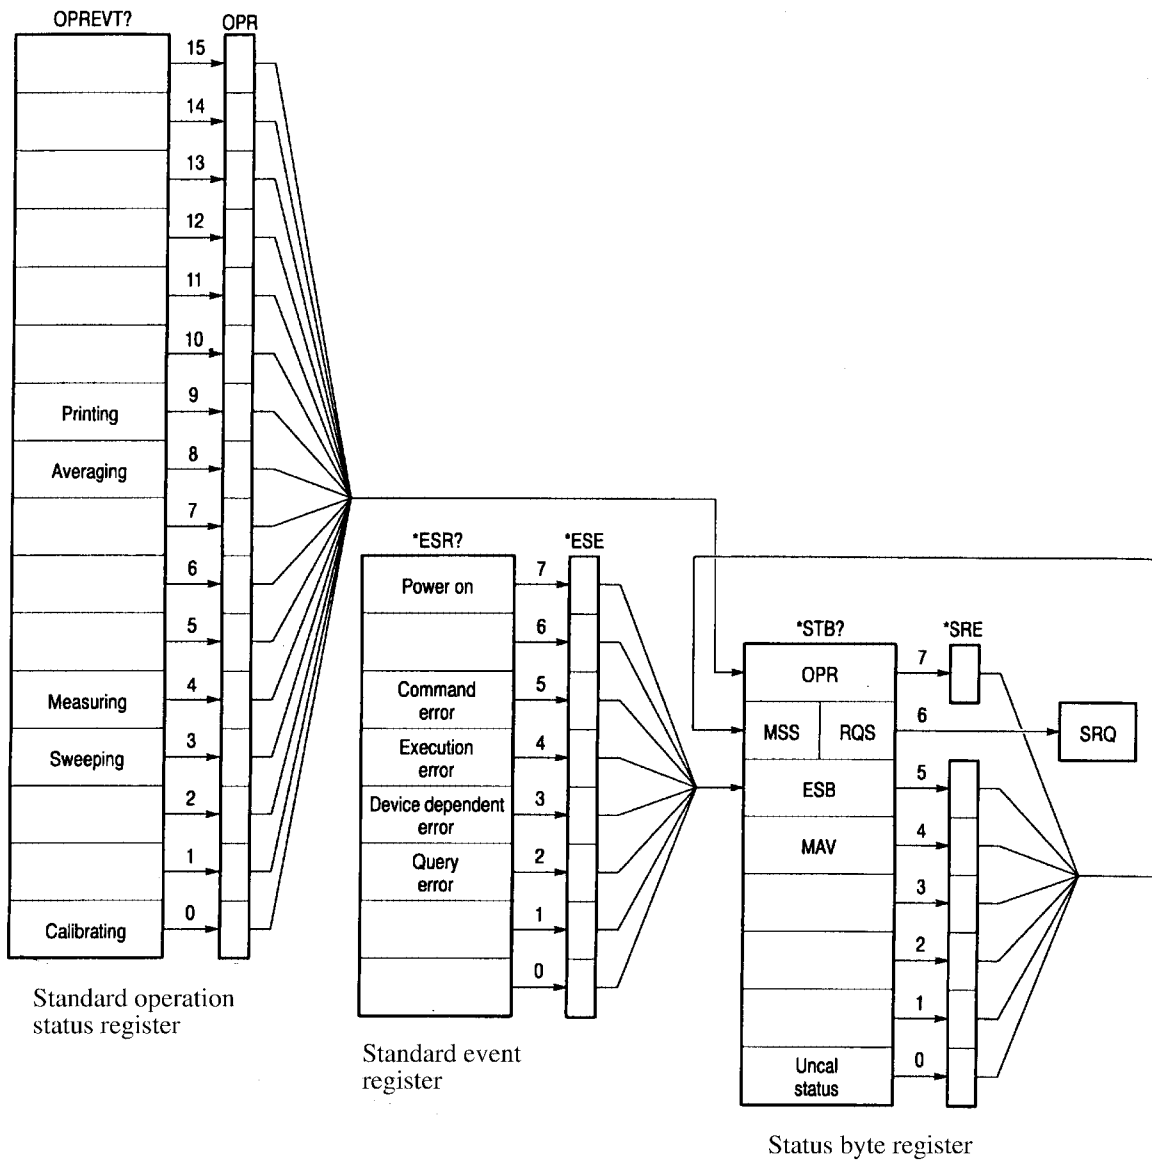 OPREVT?
OPR
15
14
13
12
11
10
Printing
9
Averaging
8
7
6
5
Measuring
4
Sweeping
3
2
1
Calibrating
0
Standard operation
status register
*ESR?
*ESE
Power on
7
6
Command
error
5
Execution
error
4
Device dependent
error
3
Query
error
2
1
0
Standard event
register
*STB?
*SRE
OPR
7
MSS
RQS
6
SRQ
ESB
5
MAV
4
3
2
1
Uncal
status
0
Status byte register